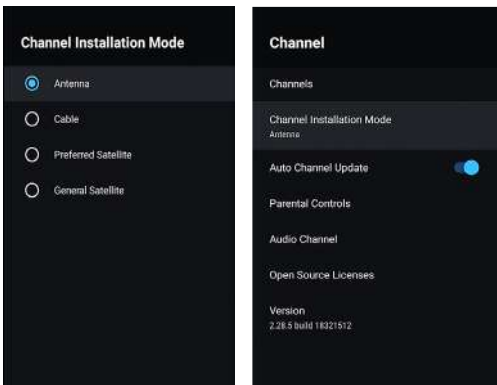 Channel Installation Mode
Antenna
Cable
Preferred Satellite
General Satellite
Channel
Channels
Channel Installation Mode
Antenna
Auto Channel Update
Parental Controls
Audio Channel
Open Source Licenses
Version
2.28.5 build 18321512